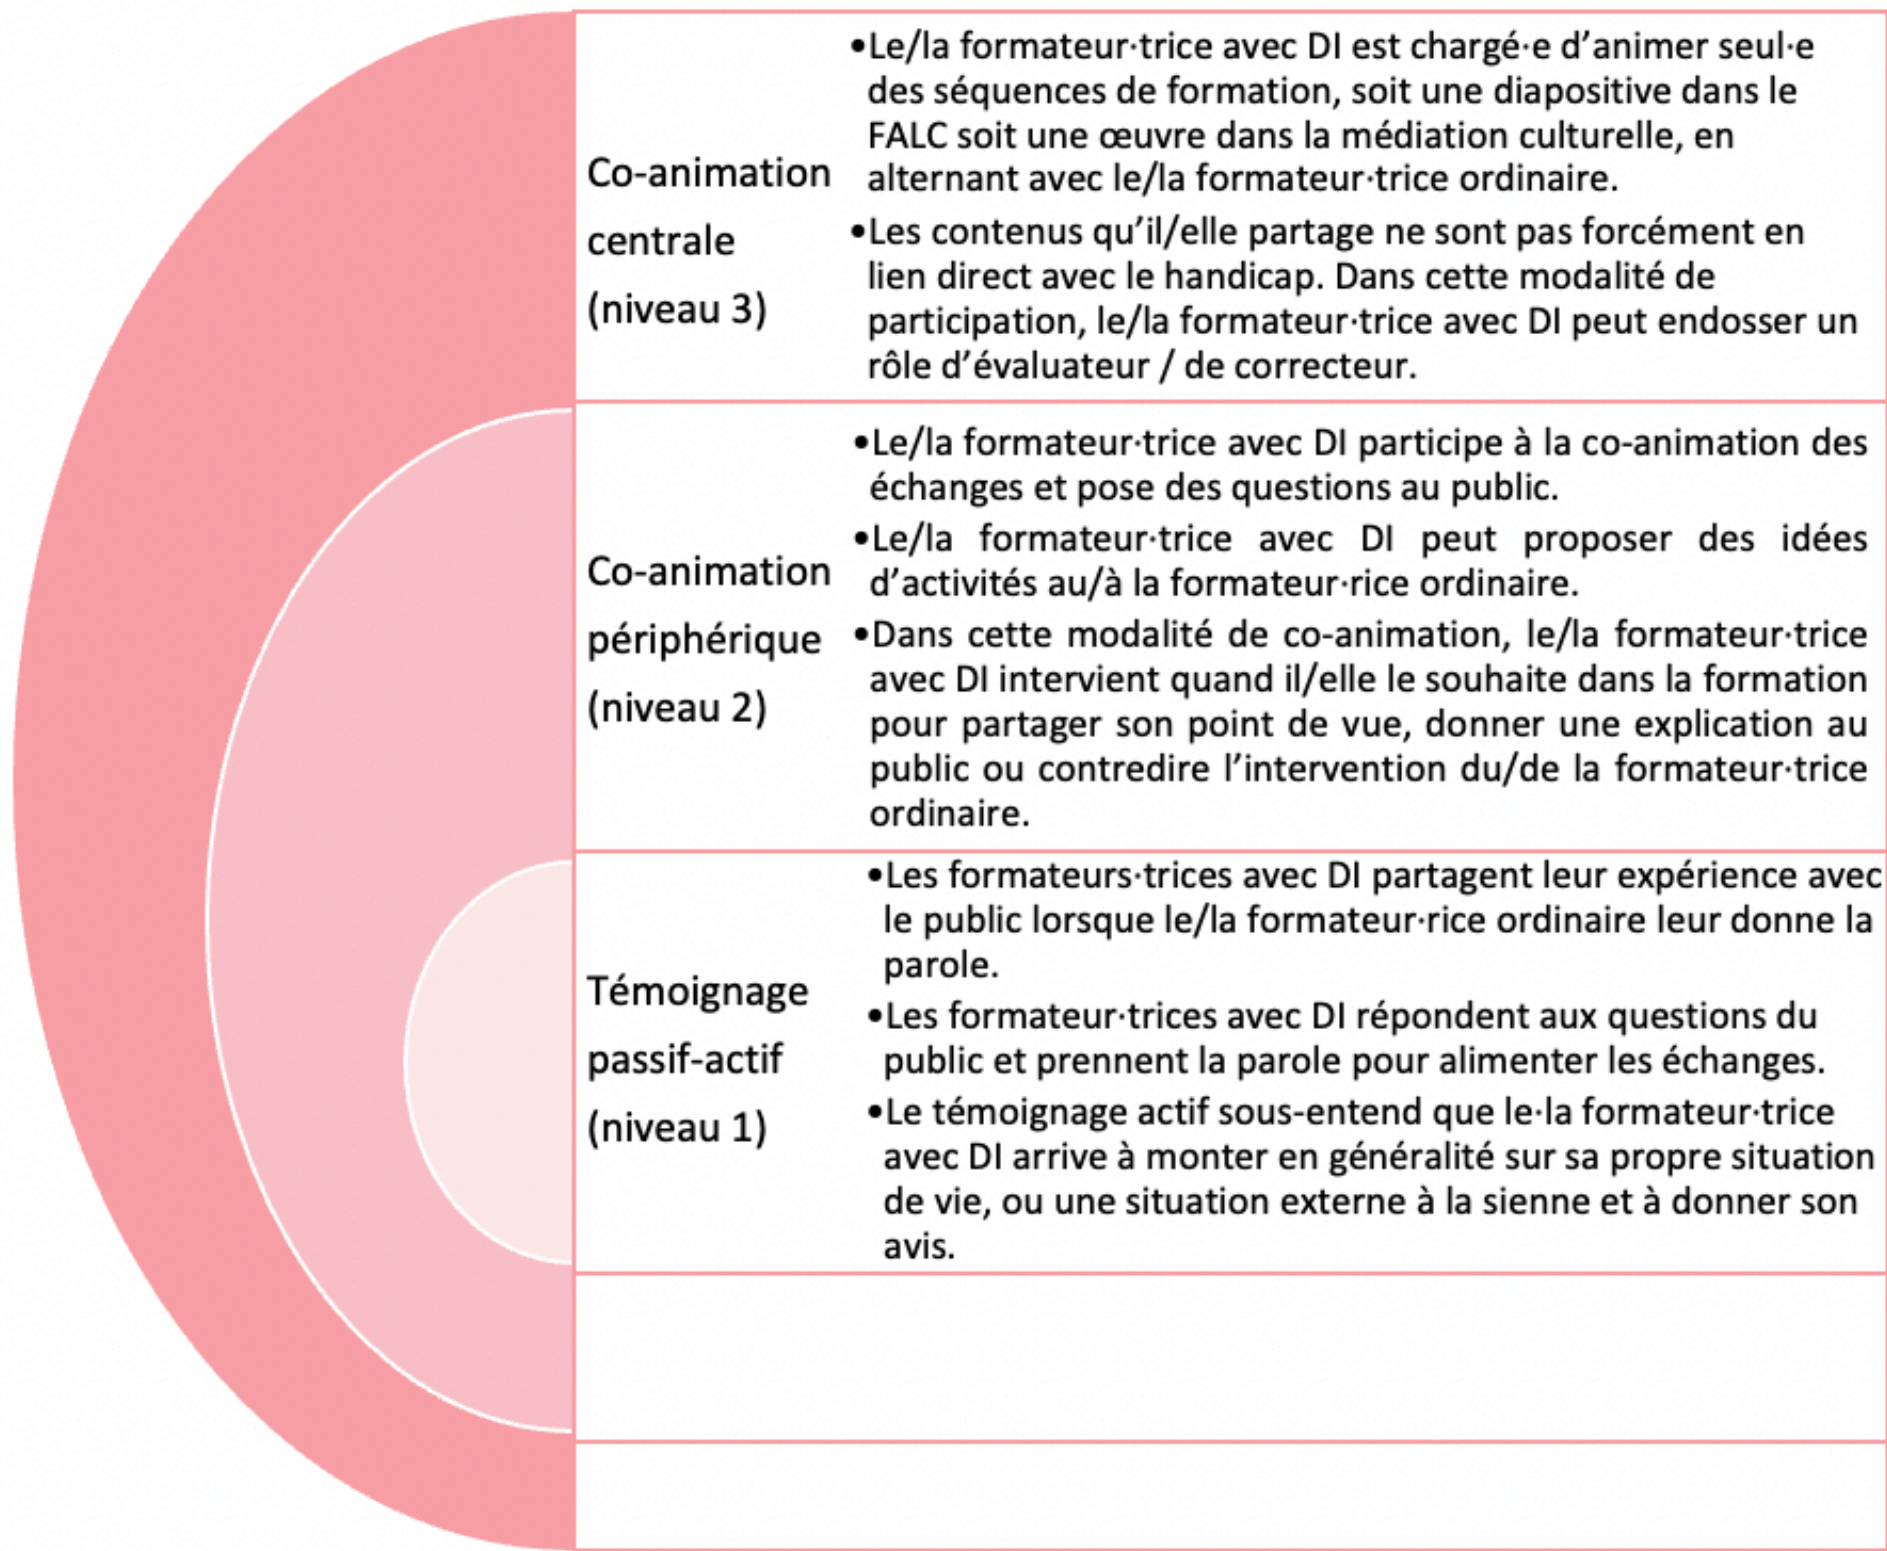 Co-animation
centrale
(niveau 3)
•Le/la formateur·trice avec DI est chargé·e d’animer seul·e
des séquences de formation, soit une diapositive dans le
FALC soit une œuvre dans la médiation culturelle, en
alternant avec le/la formateur·trice ordinaire.
•Les contenus qu’il/elle partage ne sont pas forcément en
lien direct avec le handicap. Dans cette modalité de
participation, le/la formateur·trice avec DI peut endosser un
rôle d’évaluateur / de correcteur.
Co-animation
périphérique
(niveau 2)
•Le/la formateur·trice avec DI participe à la co-animation des
échanges et pose des questions au public.
•Le/la formateur·trice avec DI peut proposer des idées
d’activités au/à la formateur·rice ordinaire.
•Dans cette modalité de co-animation, le/la formateur·trice
avec DI intervient quand il/elle le souhaite dans la formation
pour partager son point de vue, donner une explication au
public ou contredire l’intervention du/de la formateur·trice
ordinaire.
Témoignage
passif-actif
(niveau 1)
•Les formateurs·trices avec DI partagent leur expérience avec
le public lorsque le/la formateur·rice ordinaire leur donne la
parole.
•Les formateur·trices avec DI répondent aux questions du
public et prennent la parole pour alimenter les échanges.
•Le témoignage actif sous-entend que le·la formateur·trice
avec DI arrive à monter en généralité sur sa propre situation
de vie, ou une situation externe à la sienne et à donner son
avis.